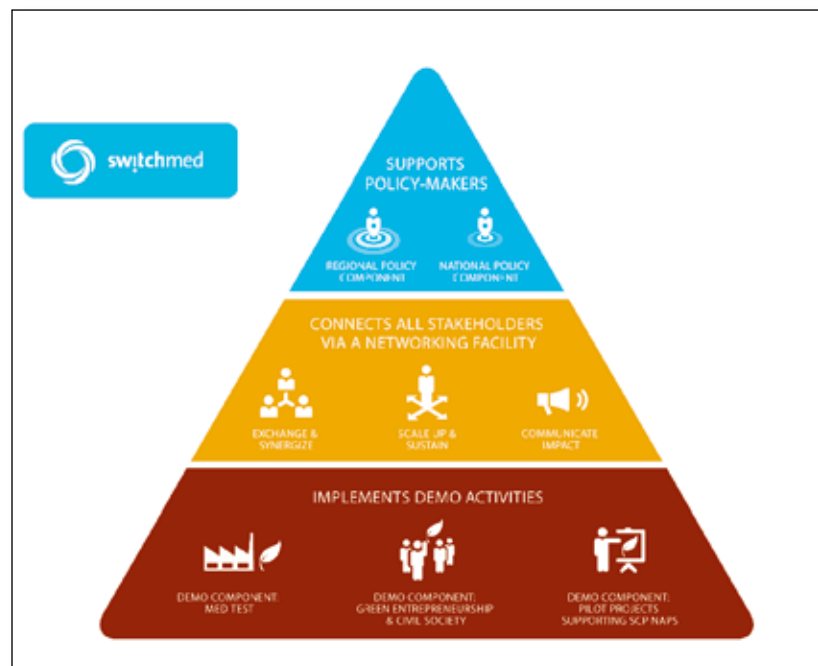 switchmed
SUPPORTS
POLICY-MAKERS
REGIONAL POLICY
COMPONENT
NATIONAL POLICY
COMPONENT
CONNECTS ALL STAKEHOLDERS
VIA A NETWORKING FACILITY
EXCHANGE &
SYNERGIZE
SCALE UP &
SUSTAIN
COMMUNICATE
IMPACT
IMPLEMENTS DEMO ACTIVITIES
DEMO COMPONENT:
MED TEST
DEMO COMPONENT:
GREEN ENTREPRENEURSHIP
& CIVIL SOCIETY
DEMO COMPONENT:
PILOT PROJECTS
SUPPORTING SCP NAPS